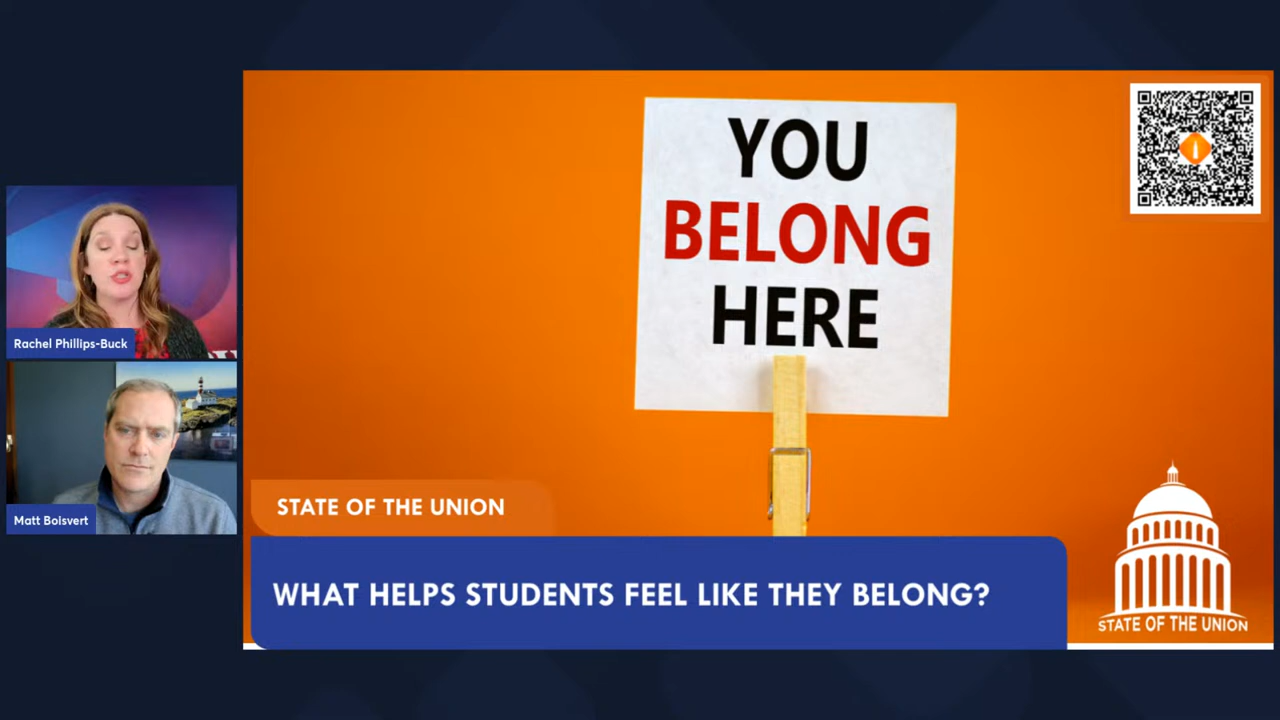 Rachel Phillips-Buck
Matt Boisvert
YOU
BELONG
HERE
STATE OF THE UNION
WHAT HELPS STUDENTS FEEL LIKE THEY BELONG?
STATE OF THE UNION